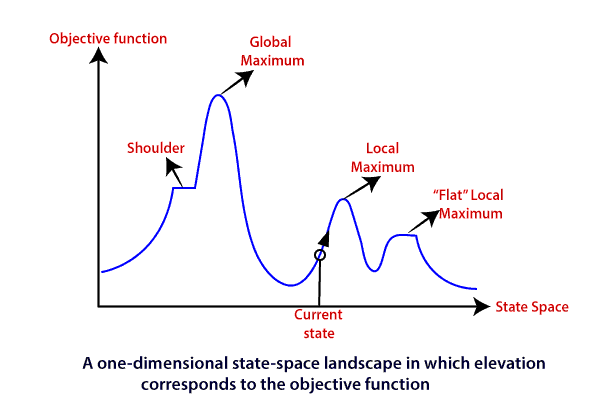 Objective function
Global
Maximum
Shoulder
Local
Maximum
“Flat” Local
Maximum
Current
state
State Space
A one-dimensional state-space landscape in which elevation
corresponds to the objective function